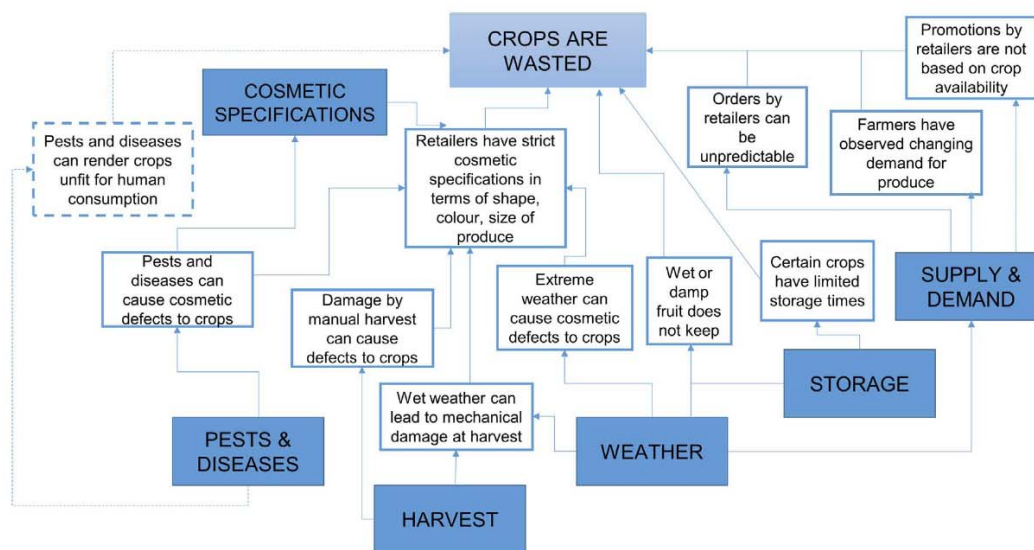 CROPS ARE
WASTED
Promotions by
retailers are not
based on crop
availability
COSMETIC
SPECIFICATIONS
Orders by
retailers can
be
unpredictable
Farmers have
observed changing
demand for
produce
Pests and diseases
can render crops
unfit for human
consumption
Retailers have strict
cosmetic
specifications in
terms of shape,
colour, size of
produce
Pests and
diseases can
cause cosmetic
defects to crops
Damage by
manual harvest
can cause
defects to crops
Extreme
weather can
cause cosmetic
defects to crops
Wet or
damp
fruit does
not keep
Certain crops
have limited
storage times
SUPPLY &
DEMAND
STORAGE
Wet weather can
lead to mechanical
damage at harvest
PESTS &
DISEASES
WEATHER
HARVEST